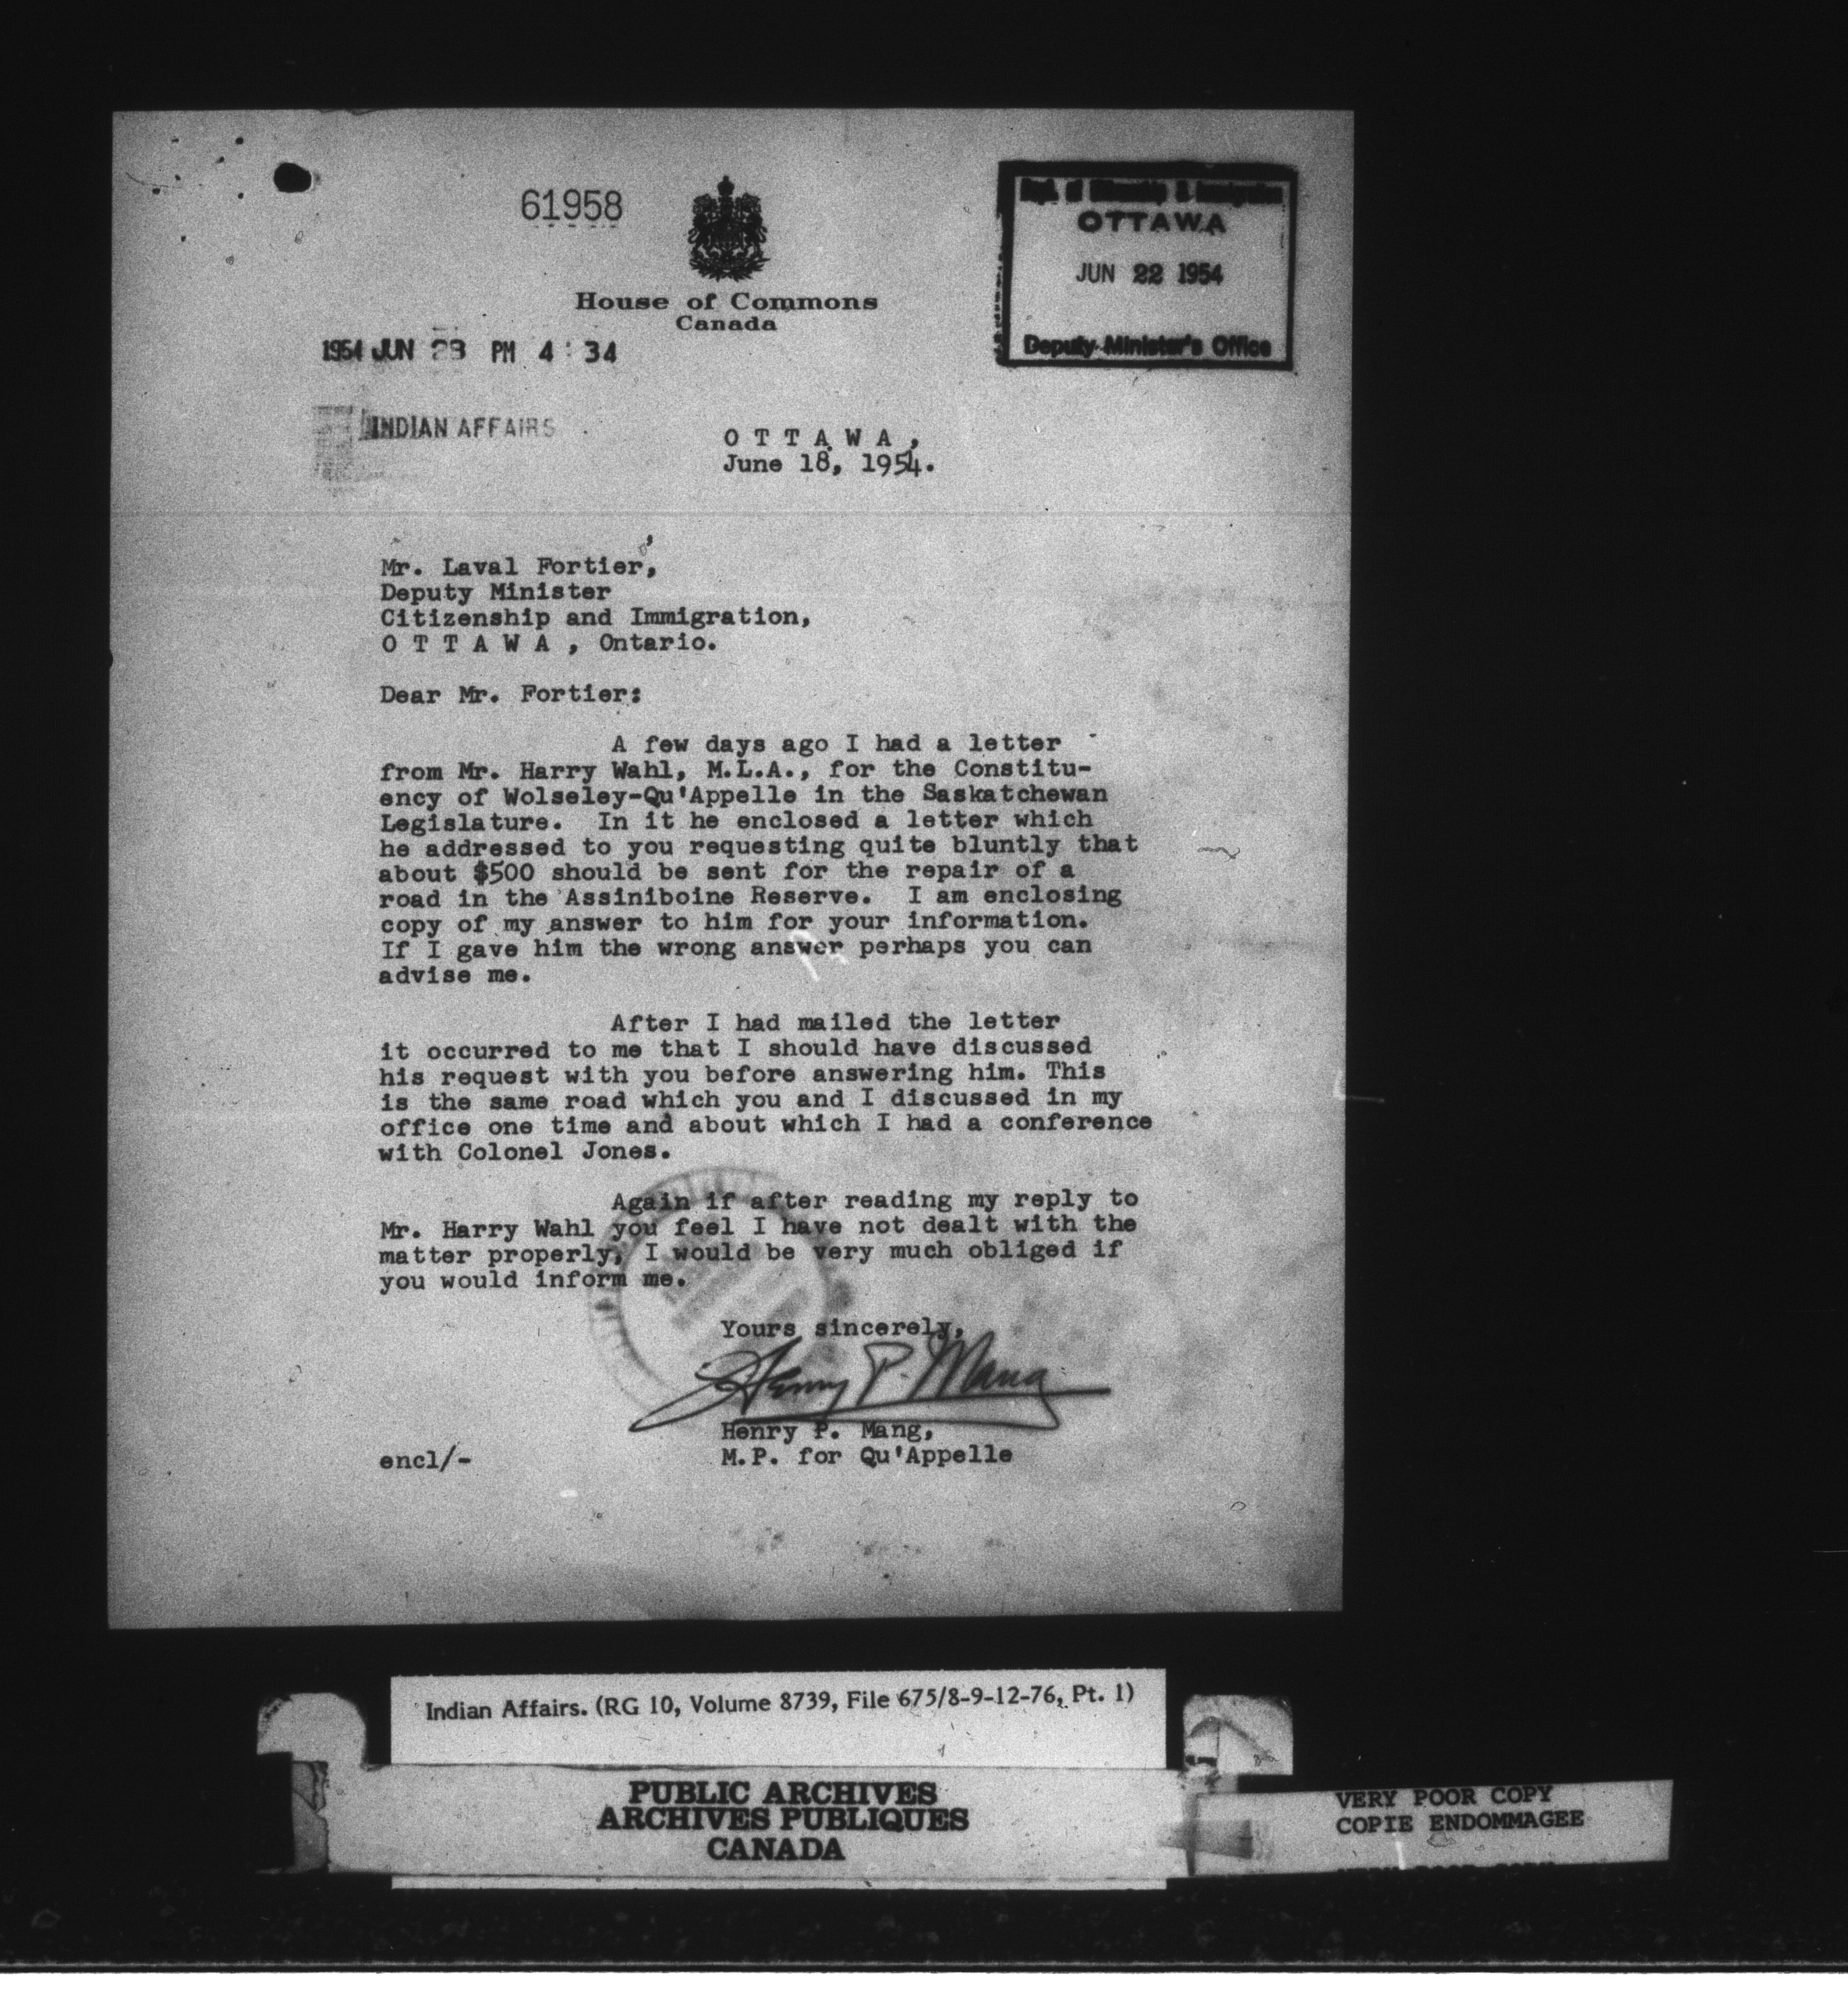 61958
House of Commons
Canada
Dept. of Citizenship & Immigration
OTTAWA
JUN 22 1954
Deputy Minister's Office
1954 JUN PM 4:34
INDIAN AFFAIRS
O T T A W A ,
June 18, 1954.
Mr. Laval Fortier,
Deputy Minister
Citizenship and Immigration,
O T T A W A , Ontario.
Dear Mr. Fortier:
A few days ago I had a letter
from Mr. Harry Wahl, M.L.A., for the Constitu-
ency of Wolseley-Qu'Appelle in the Saskatchewan
Legislature. In it he enclosed a letter which
he addressed to you requesting quite bluntly that
about $500 should be sent for the repair of a
road in the Assiniboine Reserve. I am enclosing
copy of my answer to him for your information.
If I gave him the wrong answer perhaps you can
advise me.
After I had mailed the letter
it occurred to me that I should have discussed
his request with you before answering him. This
is the same road which you and I discussed in my
office one time and about which I had a conference
with Colonel Jones.
Again if after reading my reply to
Mr. Harry Wahl you feel I have not dealt with the
matter properly, I would be very much obliged if
you would inform me.
Yours sincerely,
Henry P. Mang
Henry P. Mang,
M.P. for Qu'Appelle
encl/-
Indian Affairs. (RG 10, Volume 8739, File 675/8-9-12-76, Pt. 1)
PUBLIC ARCHIVES
ARCHIVES PUBLIQUES
CANADA
VERY POOR COPY
COPIE ENDOMMAGEE